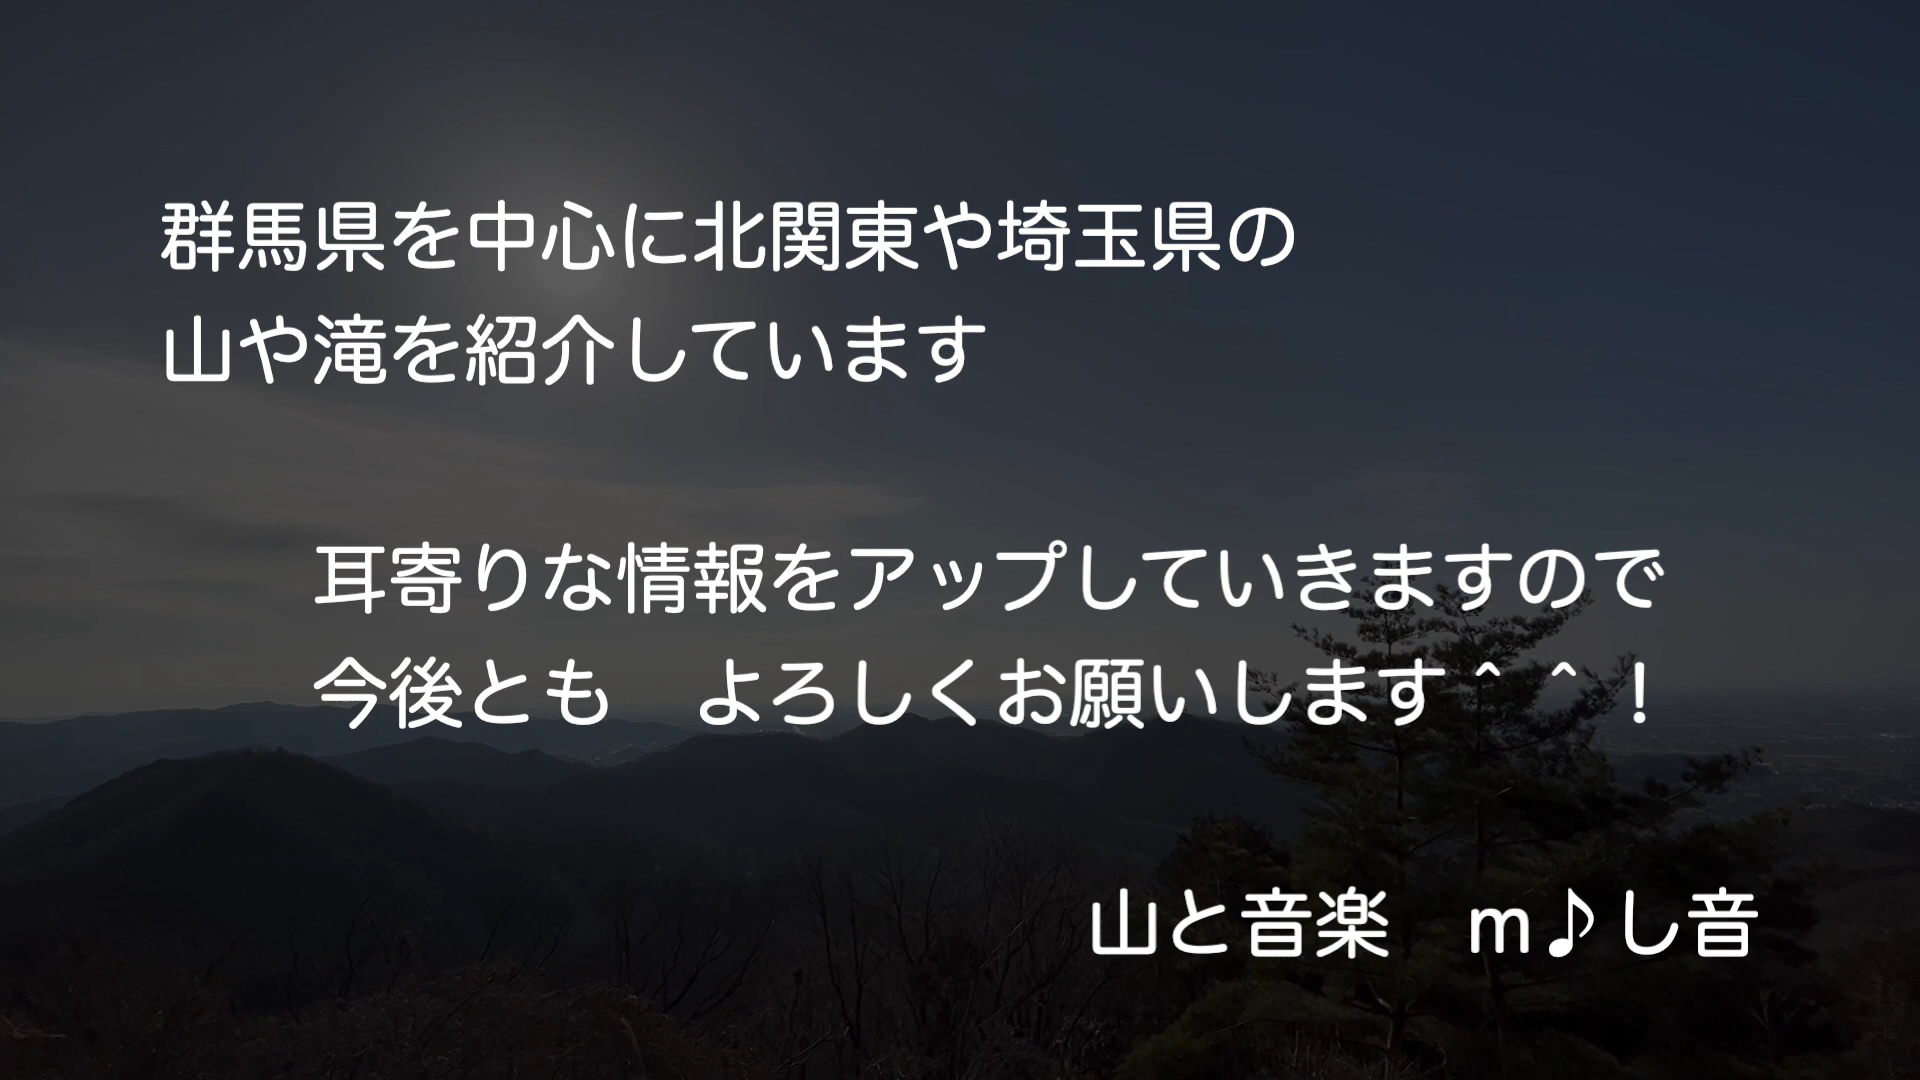 群馬県を中心に北関東や埼玉県の
山や滝を紹介しています
耳寄りな情報をアップしていきますので
今後とも　よろしくお願いします＾＾！
山と音楽　m♪し音